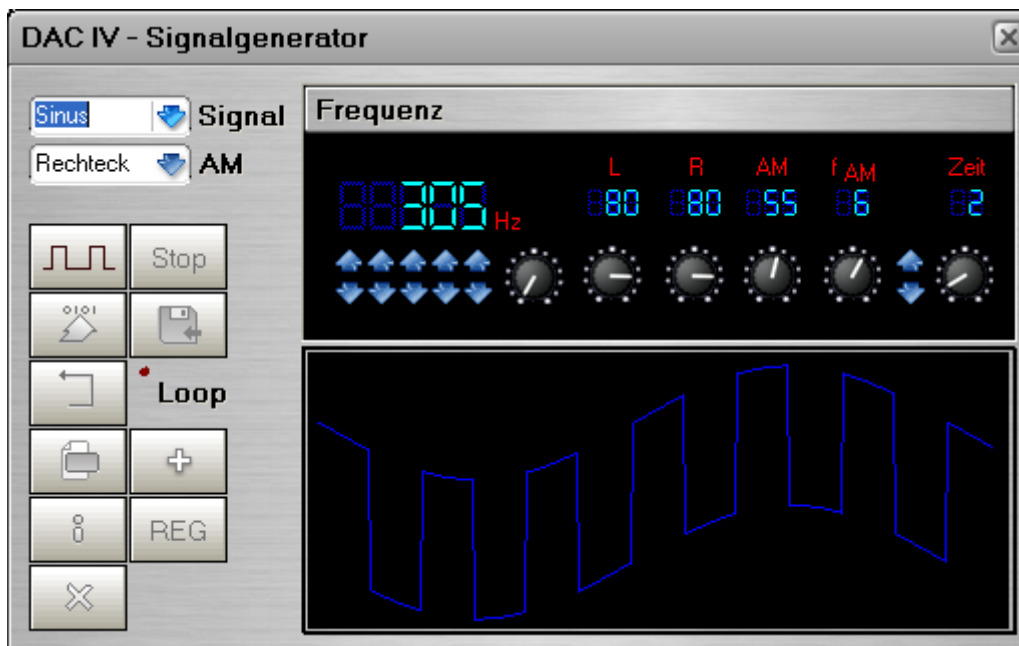 DAC IV - Signalgenerator
Sinus Signal
Rechteck AM
Frequenz
L R AM f AM Zeit
305 Hz 80 80 55 6 2
Stop
0101
Loop
REG